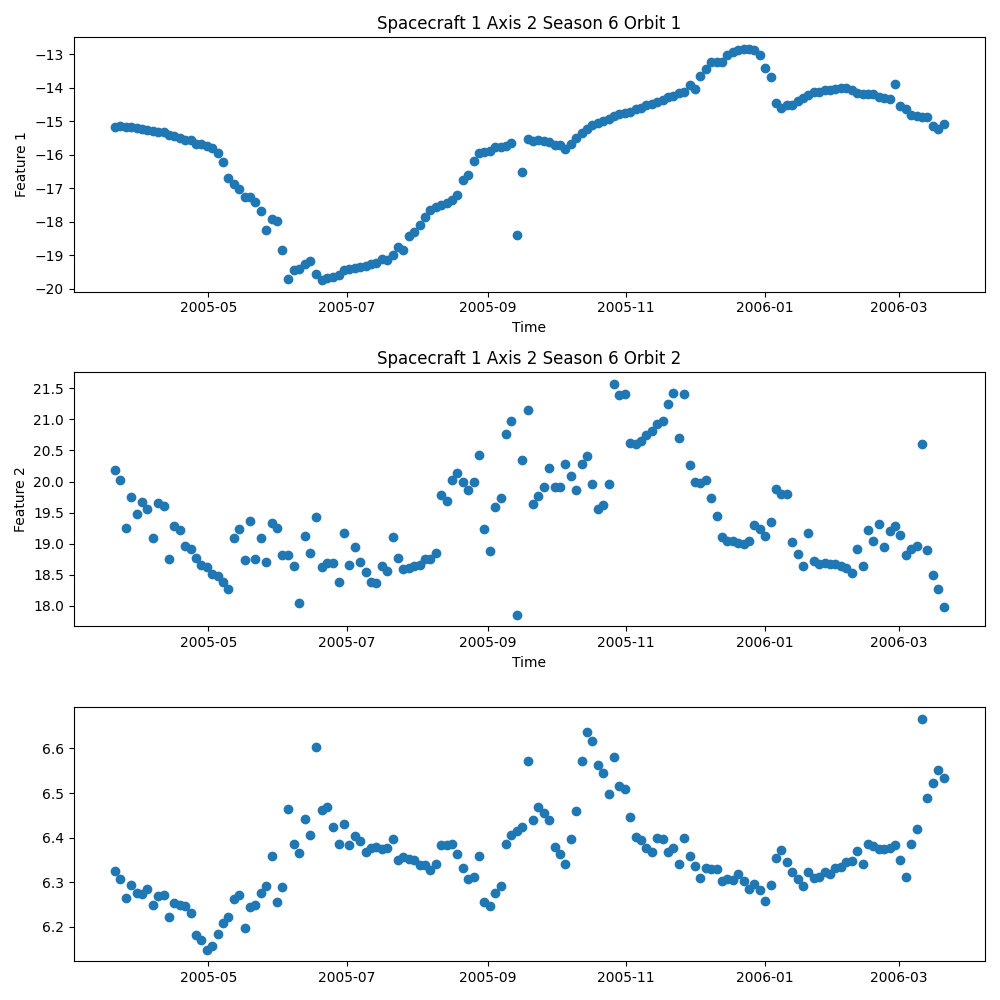 Spacecraft 1 Axis 2 Season 6 Orbit 1
−13
−14
−15
−16
−17
−18
−19
−20
Feature 1
2005-05 2005-07 2005-09 2005-11 2006-01 2006-03
Time
Spacecraft 1 Axis 2 Season 6 Orbit 2
21.5
21.0
20.5
20.0
19.5
19.0
18.5
18.0
Feature 2
2005-05 2005-07 2005-09 2005-11 2006-01 2006-03
Time
6.6
6.5
6.4
6.3
6.2
2005-05 2005-07 2005-09 2005-11 2006-01 2006-03